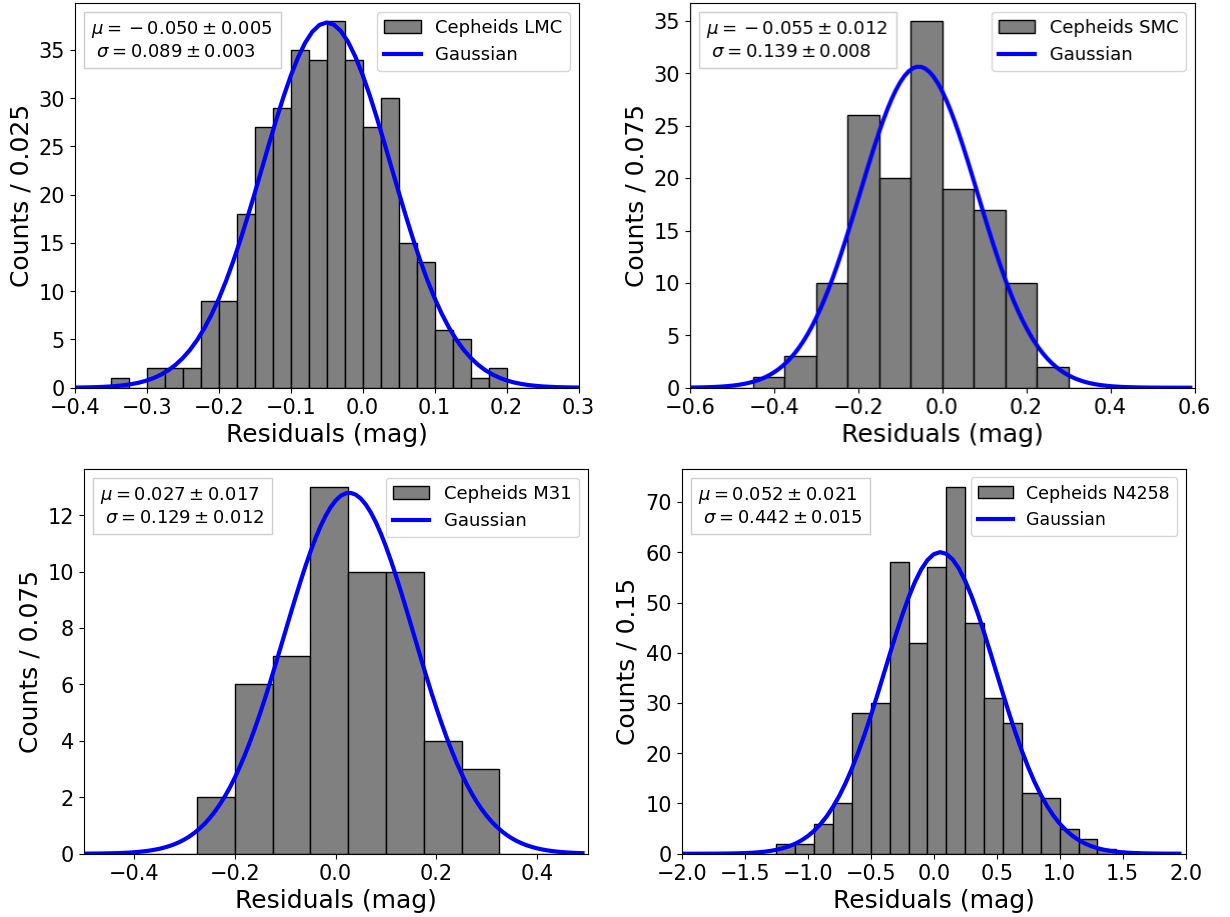 μ = −0.050 ± 0.005
σ = 0.089 ± 0.003
Cepheids LMC
Gaussian
Counts / 0.025
35
30
25
20
15
10
5
0
−0.4 −0.3 −0.2 −0.1 0.0 0.1 0.2 0.3
Residuals (mag)
μ = −0.055 ± 0.012
σ = 0.139 ± 0.008
Cepheids SMC
Gaussian
Counts / 0.075
35
30
25
20
15
10
5
0
−0.6 −0.4 −0.2 0.0 0.2 0.4 0.6
Residuals (mag)
μ = 0.027 ± 0.017
σ = 0.129 ± 0.012
Cepheids M31
Gaussian
Counts / 0.075
12
10
8
6
4
2
0
−0.4 −0.2 0.0 0.2 0.4
Residuals (mag)
μ = 0.052 ± 0.021
σ = 0.442 ± 0.015
Cepheids N4258
Gaussian
Counts / 0.15
70
60
50
40
30
20
10
0
−2.0 −1.5 −1.0 −0.5 0.0 0.5 1.0 1.5 2.0
Residuals (mag)